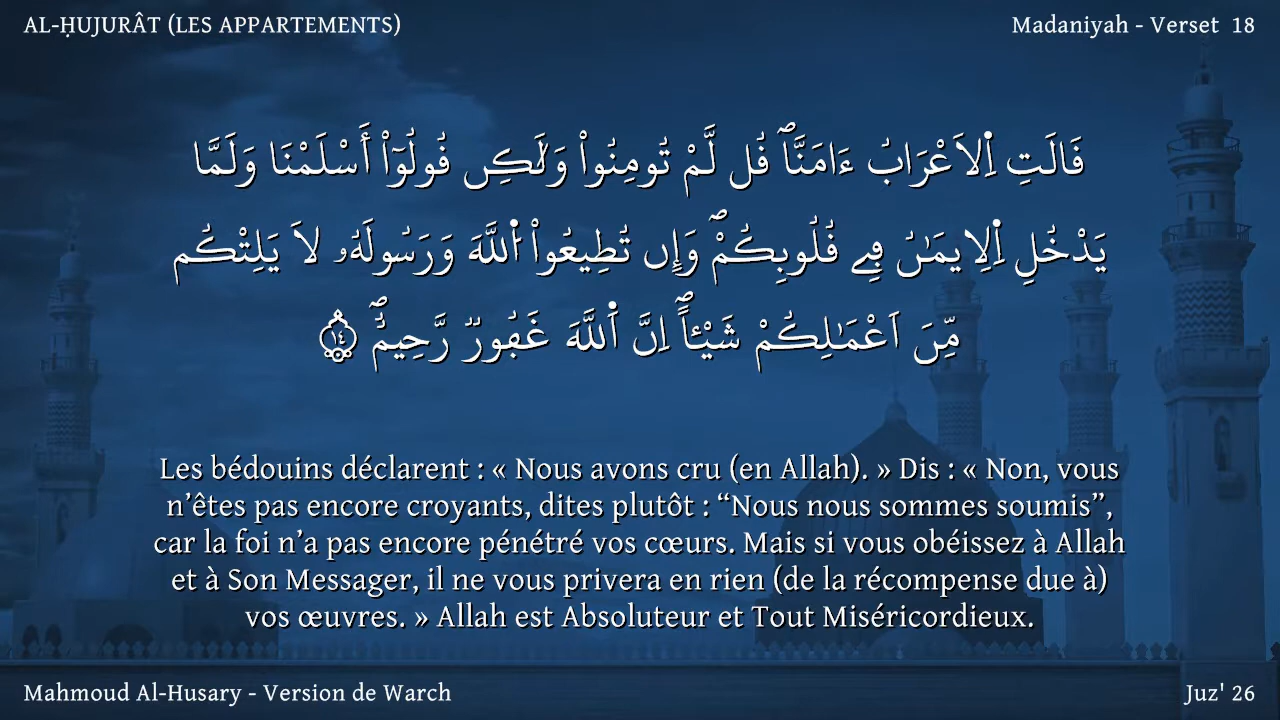 AL-ḤUJURÂT (LES APPARTEMENTS)
Madaniyah - Verset 18
قَالَتِ اِ۬لَاعْرَابُ ءَامَنَّاۖ قُل لَّمْ تُومِنُواْ وَلَٰكِن قُولُوٓاْ أَسْلَمْنَا وَلَمَّا
يَدْخُلِ اِ۬لِايمَٰنُ فِے قُلُوبِكُمْۖ وَإِن تُطِيعُواْ اُ۬للَّهَ وَرَسُولَهُۥ لَا يَلِتْكُم
مِّنَ اَعْمَٰلِكُمْ شَيْـاًۖ اِنَّ اَ۬للَّهَ غَفُورٞ رَّحِيمٌۖ ١٤
Les bédouins déclarent : « Nous avons cru (en Allah). » Dis : « Non, vous
n’êtes pas encore croyants, dites plutôt : “Nous nous sommes soumis”,
car la foi n’a pas encore pénétré vos cœurs. Mais si vous obéissez à Allah
et à Son Messager, il ne vous privera en rien (de la récompense due à)
vos œuvres. » Allah est Absoluteur et Tout Miséricordieux.
Mahmoud Al-Husary - Version de Warch
Juz' 26